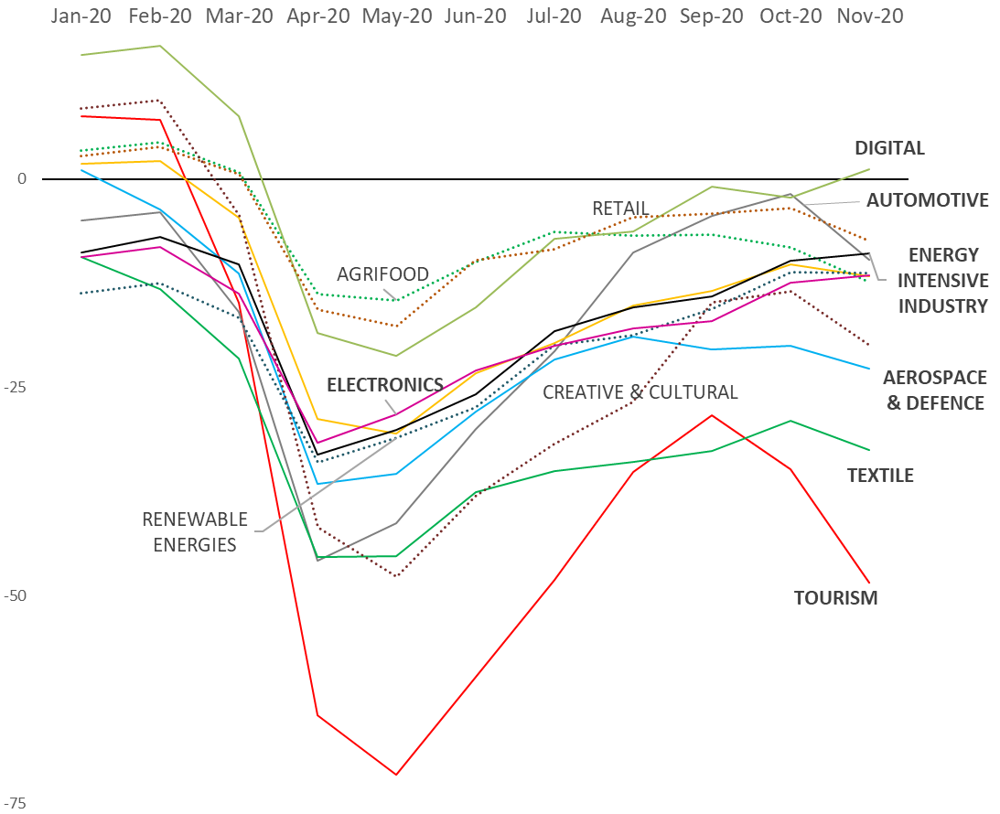 Jan-20 Feb-20 Mar-20 Apr-20 May-20 Jun-20 Jul-20 Aug-20 Sep-20 Oct-20 Nov-20
DIGITAL
0
AUTOMOTIVE
RETAIL
ENERGY
INTENSIVE
INDUSTRY
AGRIFOOD
AEROSPACE
& DEFENCE
ELECTRONICS
-25
CREATIVE & CULTURAL
TEXTILE
RENEWABLE
ENERGIES
-50
TOURISM
-75